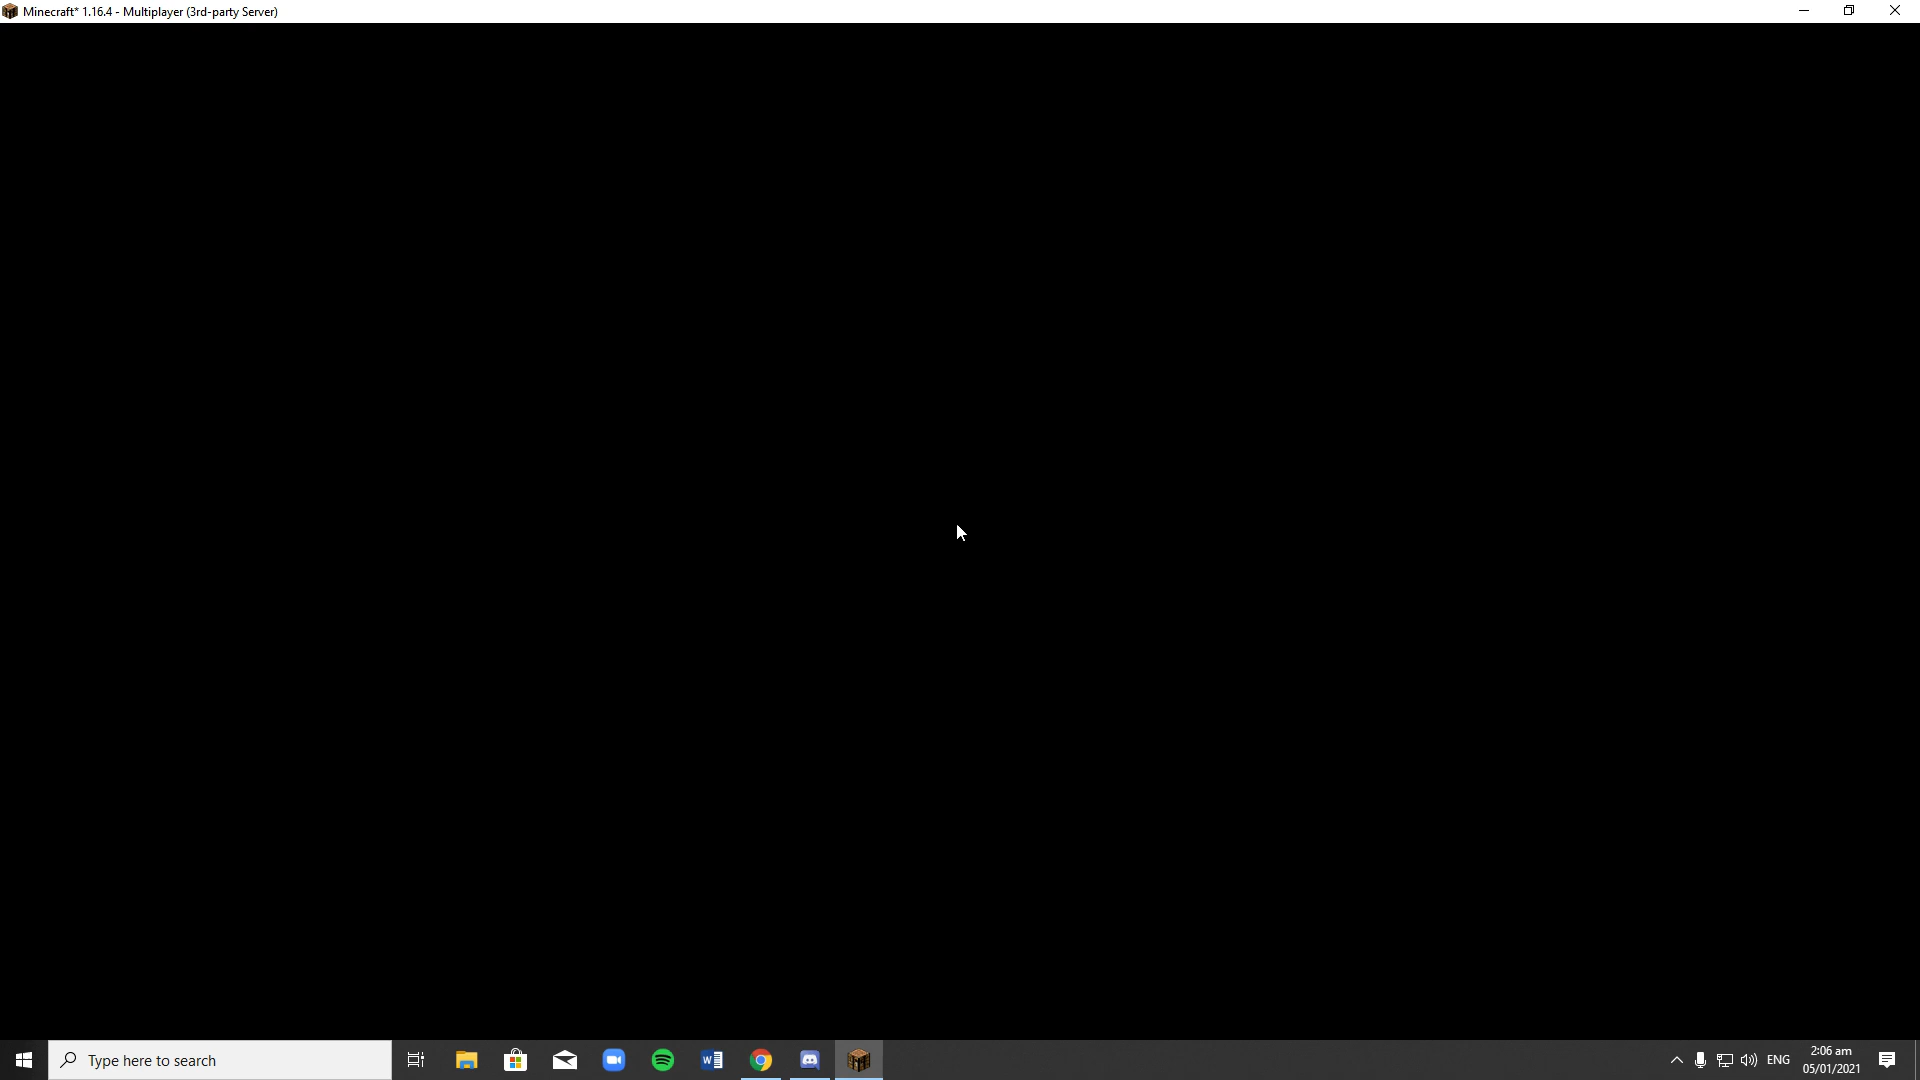 Minecraft* 1.16.4 - Multiplayer (3rd-party Server)
Type here to search
W
ENG
2:06 am
05/01/2021